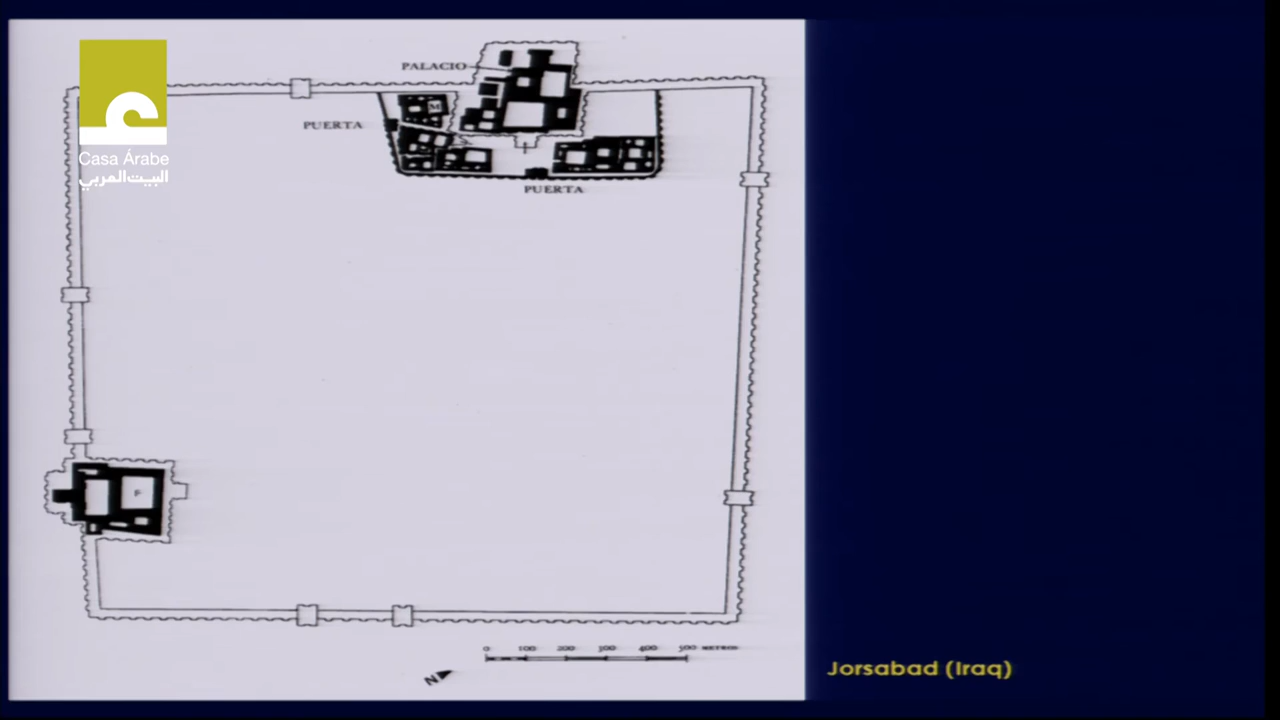 Casa Árabe
البيت العربي
PALACIO
M
PUERTA
PUERTA
F
0 100 200 300 400 500 METROS
N
Jorsabad (Iraq)